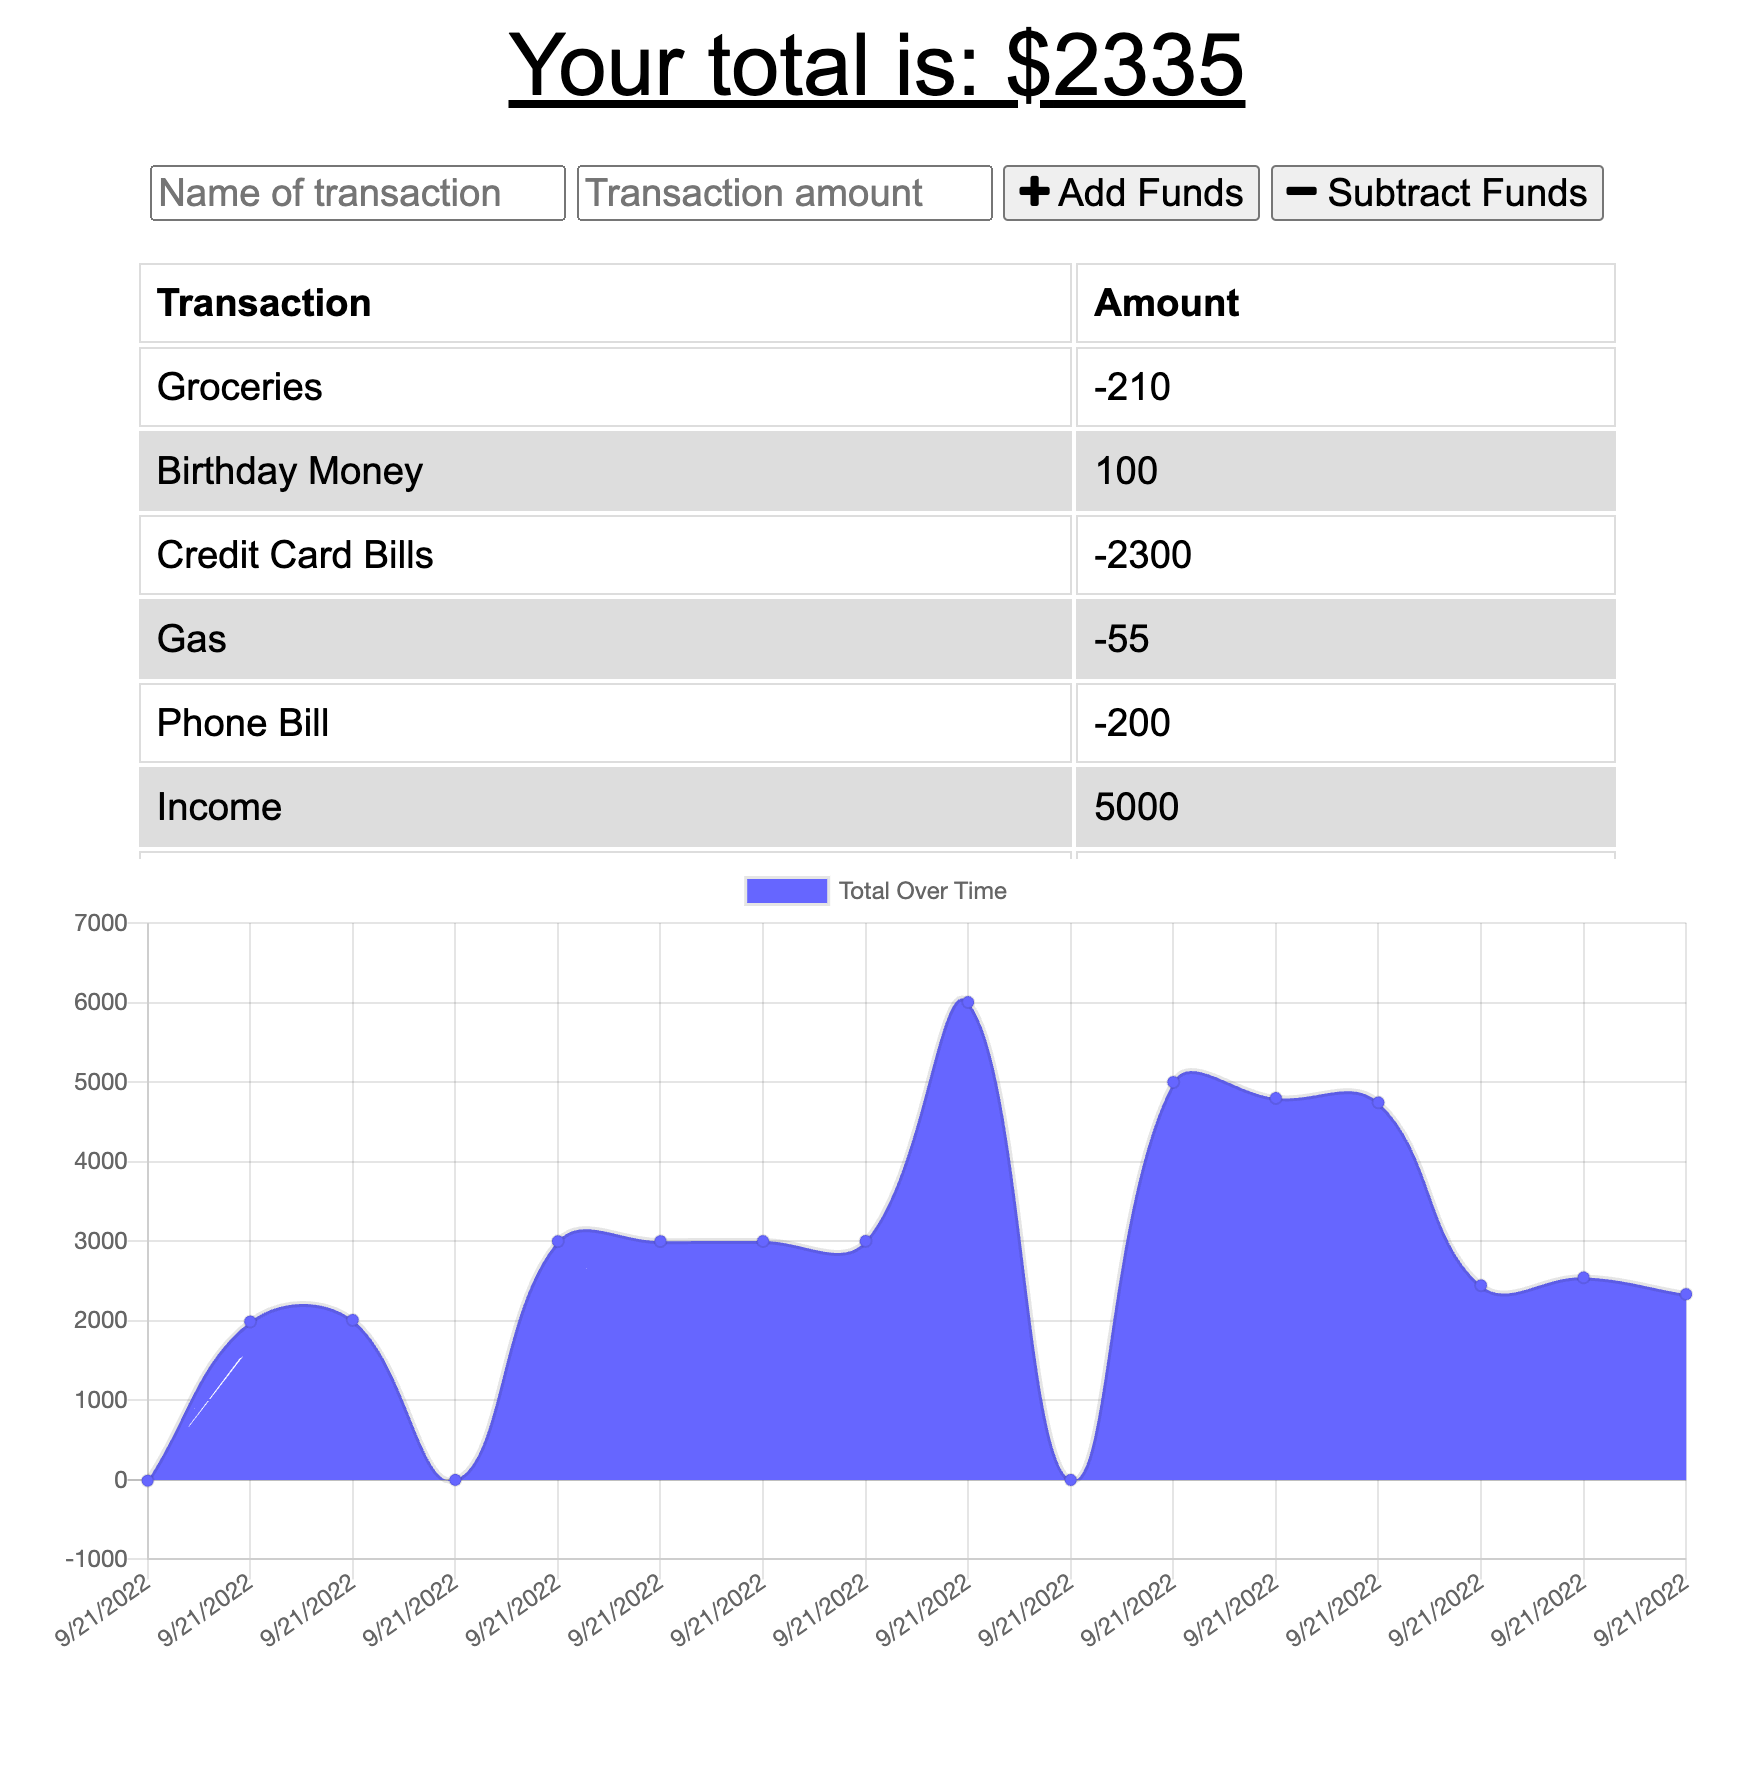 Your total is: $2335
Name of transaction Transaction amount Add Funds Subtract Funds
Transaction Amount
Groceries -210
Birthday Money 100
Credit Card Bills -2300
Gas -55
Phone Bill -200
Income 5000
Total Over Time
7000
6000
5000
4000
3000
2000
1000
0
-1000
9/21/2022 9/21/2022 9/21/2022 9/21/2022 9/21/2022 9/21/2022 9/21/2022 9/21/2022 9/21/2022 9/21/2022 9/21/2022 9/21/2022 9/21/2022 9/21/2022 9/21/2022 9/21/2022